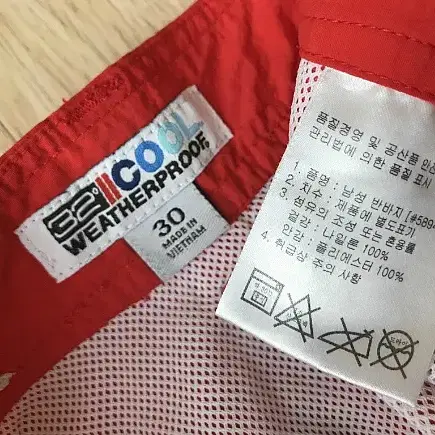 32° COOL
WEATHERPROOF
30
MADE IN
VIETNAM
품질경영 및 공산품 안전
관리법에 의한 품질 표시
1. 품명 :
2. 치수 : 남성 반바지 [#589
3. 섬유의 조성 또는 혼용률 제품에 별도표기
겉감 : 나일론 100%
안감 : 폴리에스터 100%
4. 취급상 주의 사항